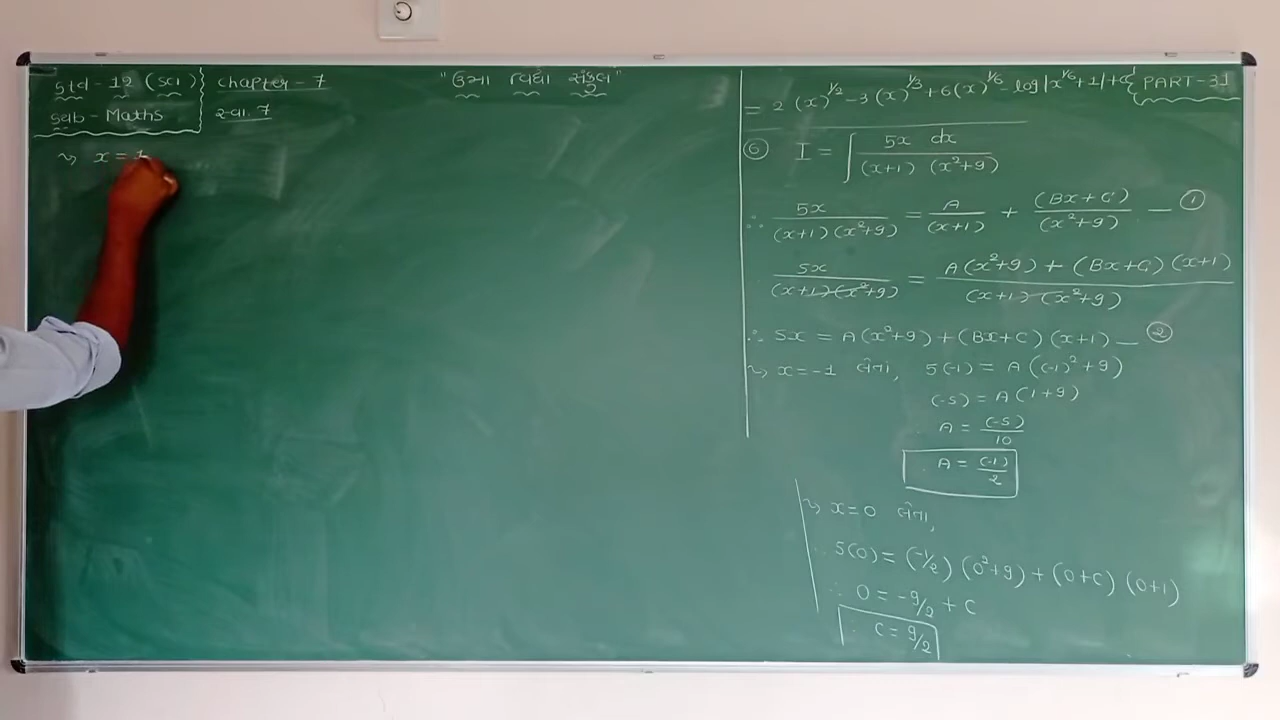 Std - 12 (Sci)
Sub - Maths
Chapter - 7
સ્વા. 7
"ઉમા વિદ્યા સંકુલ"
PART-31
= 2 (x)^1/2 - 3 (x)^1/3 + 6 (x)^1/6 - log|x^1/6 + 1| + C
⑥ I = ∫ 5x dx / (x+1) (x²+9)
∴ 5x / (x+1) (x²+9) = A / (x+1) + (Bx+C) / (x²+9) — ①
5x / (x+1) (x²+9) = A(x²+9) + (Bx+C) (x+1) / (x+1) (x²+9)
∴ 5x = A(x²+9) + (Bx+C) (x+1) — ②
→ x = -1 લેતાં, 5(-1) = A((-1)² + 9)
(-5) = A(1+9)
A = (-5) / 10
∴ A = (-1) / 2
→ x = 0 લેતા,
∴ 5(0) = (-1/2) (0²+9) + (0+C) (0+1)
∴ 0 = -9/2 + C
∴ C = 9/2
→ x = 1